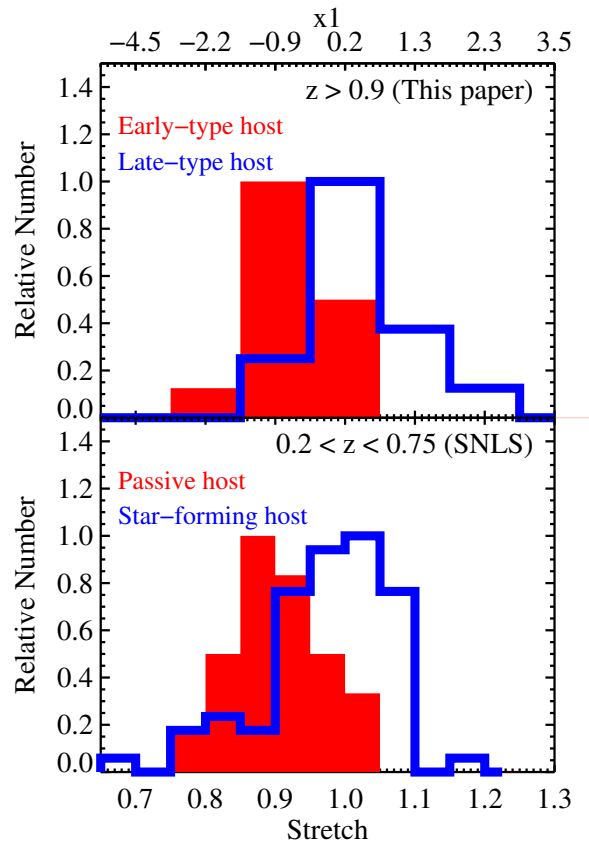 x1
−4.5 −2.2 −0.9 0.2 1.3 2.3 3.5
z > 0.9 (This paper)
Early−type host
Late−type host
Relative Number
1.4
1.2
1.0
0.8
0.6
0.4
0.2
0.0
0.2 < z < 0.75 (SNLS)
Passive host
Star−forming host
Relative Number
1.4
1.2
1.0
0.8
0.6
0.4
0.2
0.0
0.7 0.8 0.9 1.0 1.1 1.2 1.3
Stretch